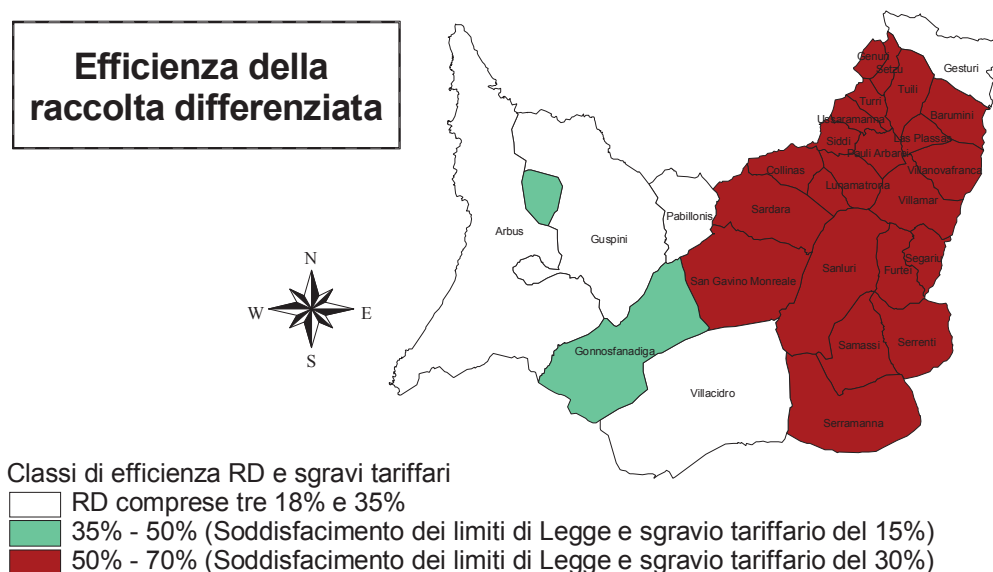 Efficienza della
raccolta differenziata
Genuri
Setzu
Gesturi
Tuili
Turri
Barumini
Ussaramanna
Siddi
Las Plassas
Pauli Arbarei
Collinas
Villanovafranca
Lunamatrona
Villamar
Sardara
Pabillonis
Arbus
Guspini
Segariu
San Gavino Monreale
Sanluri
Furtei
N
W
E
S
Gonnosfanadiga
Samassi
Serrenti
Villacidro
Serramanna
Classi di efficienza RD e sgravi tariffari
RD comprese tre 18% e 35%
35% - 50% (Soddisfacimento dei limiti di Legge e sgravio tariffario del 15%)
50% - 70% (Soddisfacimento dei limiti di Legge e sgravio tariffario del 30%)